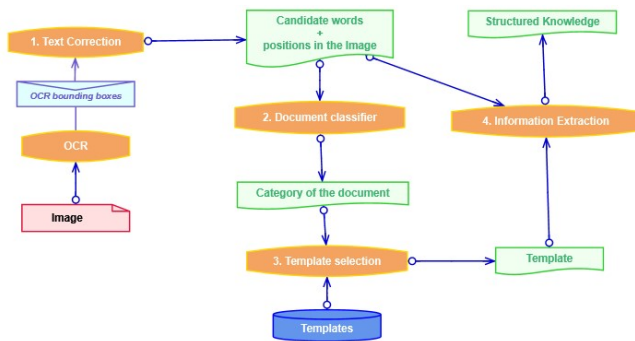 1. Text Correction
Candidate words
+
positions in the Image
Structured Knowledge
OCR bounding boxes
OCR
2. Document classifier
4. Information Extraction
Image
Category of the document
3. Template selection
Template
Templates